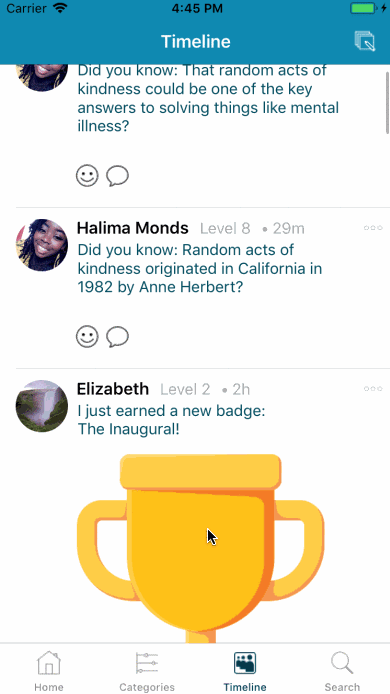 Carrier 4:45 PM
Timeline
Did you know: That random acts of
kindness could be one of the key
answers to solving things like mental
illness?
Halima Monds Level 8 • 29m
Did you know: Random acts of
kindness originated in California in
1982 by Anne Herbert?
Elizabeth Level 2 • 2h
I just earned a new badge:
The Inaugural!
Home Categories Timeline Search